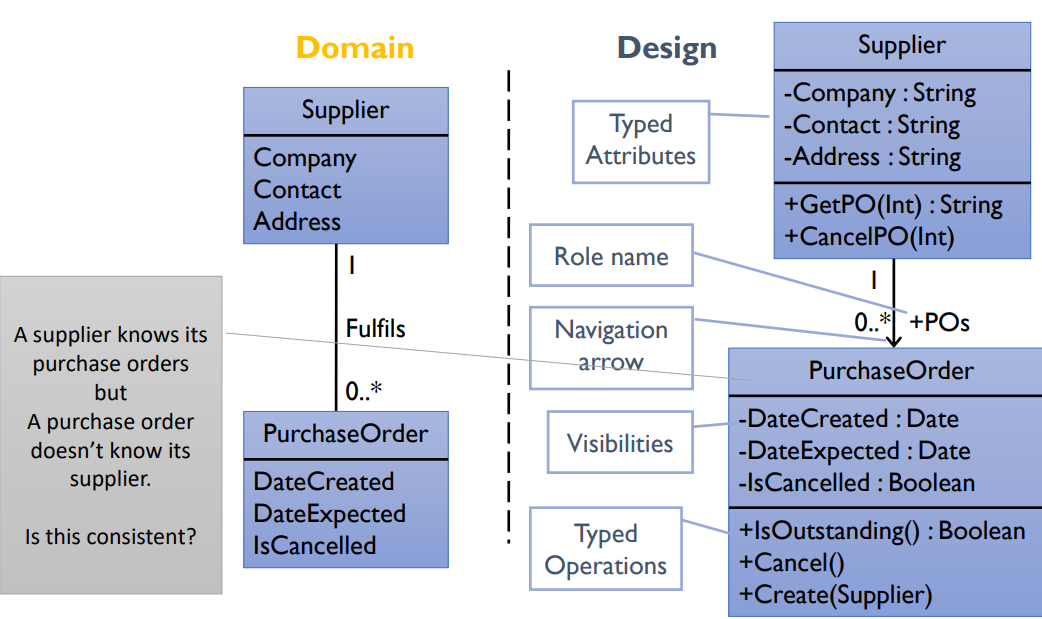 Domain
Design
Supplier
Company
Contact
Address
1
Fulfils
0..*
PurchaseOrder
DateCreated
DateExpected
IsCancelled
A supplier knows its
purchase orders
but
A purchase order
doesn’t know its
supplier.
Is this consistent?
Typed
Attributes
Role name
Navigation
arrow
Visibilities
Typed
Operations
Supplier
-Company : String
-Contact : String
-Address : String
+GetPO(Int) : String
+CancelPO(Int)
1
0..*
+POs
PurchaseOrder
-DateCreated : Date
-DateExpected : Date
-IsCancelled : Boolean
+IsOutstanding() : Boolean
+Cancel()
+Create(Supplier)